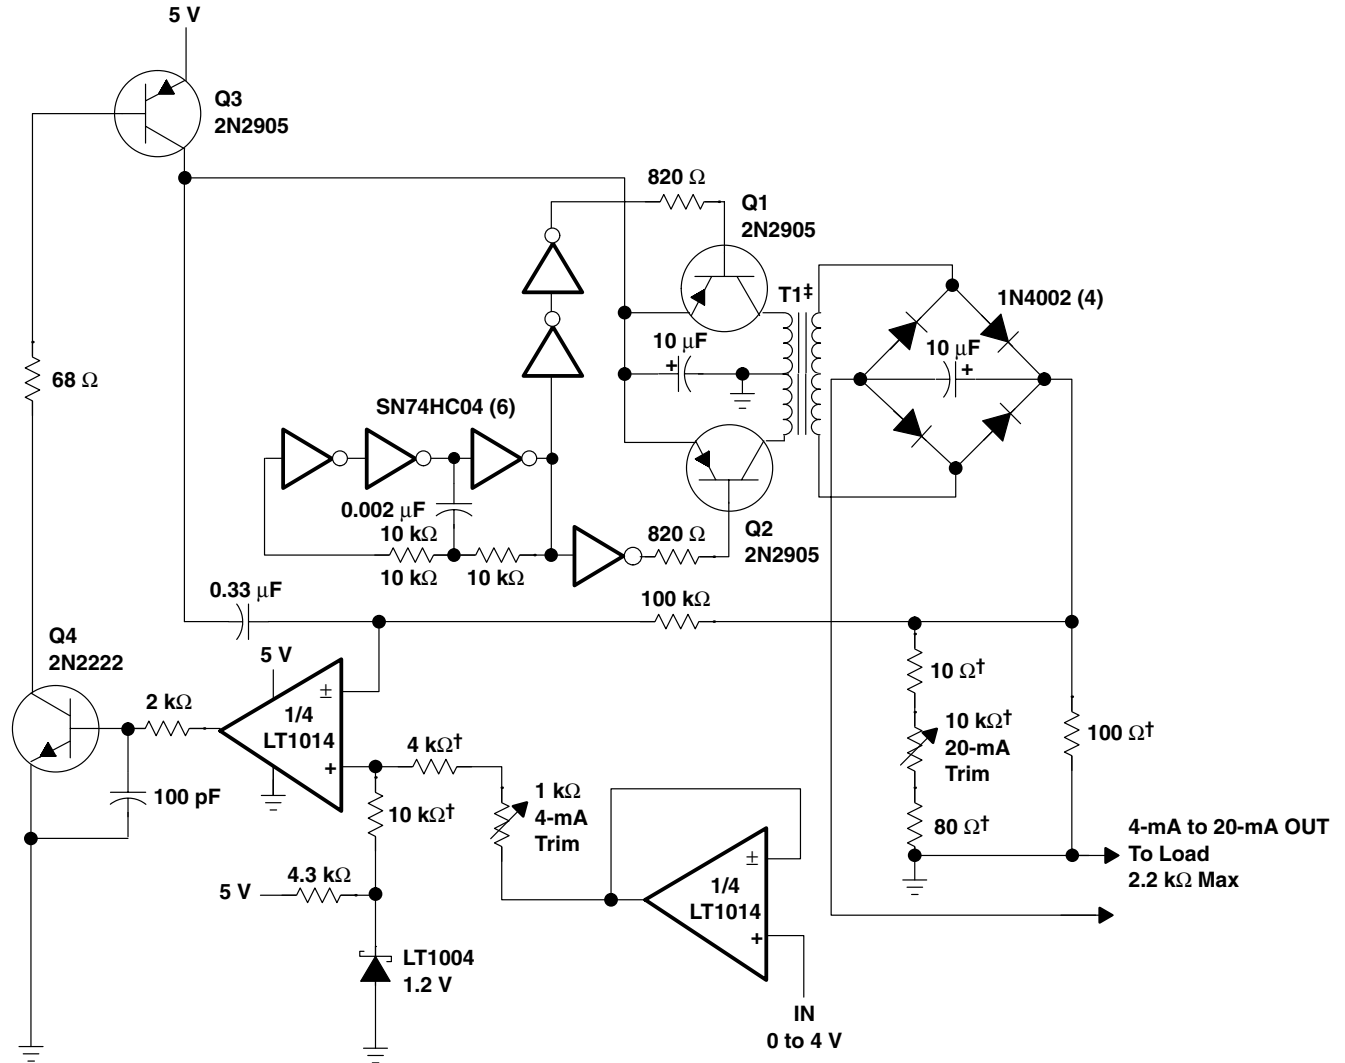 5 V
Q3
2N2905
820 Ω
Q1
2N2905
T1‡
1N4002 (4)
10 μF
+
10 μF
+
68 Ω
SN74HC04 (6)
0.002 μF
10 kΩ
10 kΩ
10 kΩ
820 Ω
Q2
2N2905
0.33 μF
100 kΩ
Q4
2N2222
5 V
±
2 kΩ
1/4
LT1014
+
4 kΩ†
10 Ω†
10 kΩ†
20-mA
Trim
100 Ω†
100 pF
10 kΩ†
1 kΩ
4-mA
Trim
80 Ω†
4-mA to 20-mA OUT
To Load
2.2 kΩ Max
5 V
4.3 kΩ
±
1/4
LT1014
+
LT1004
1.2 V
IN
0 to 4 V